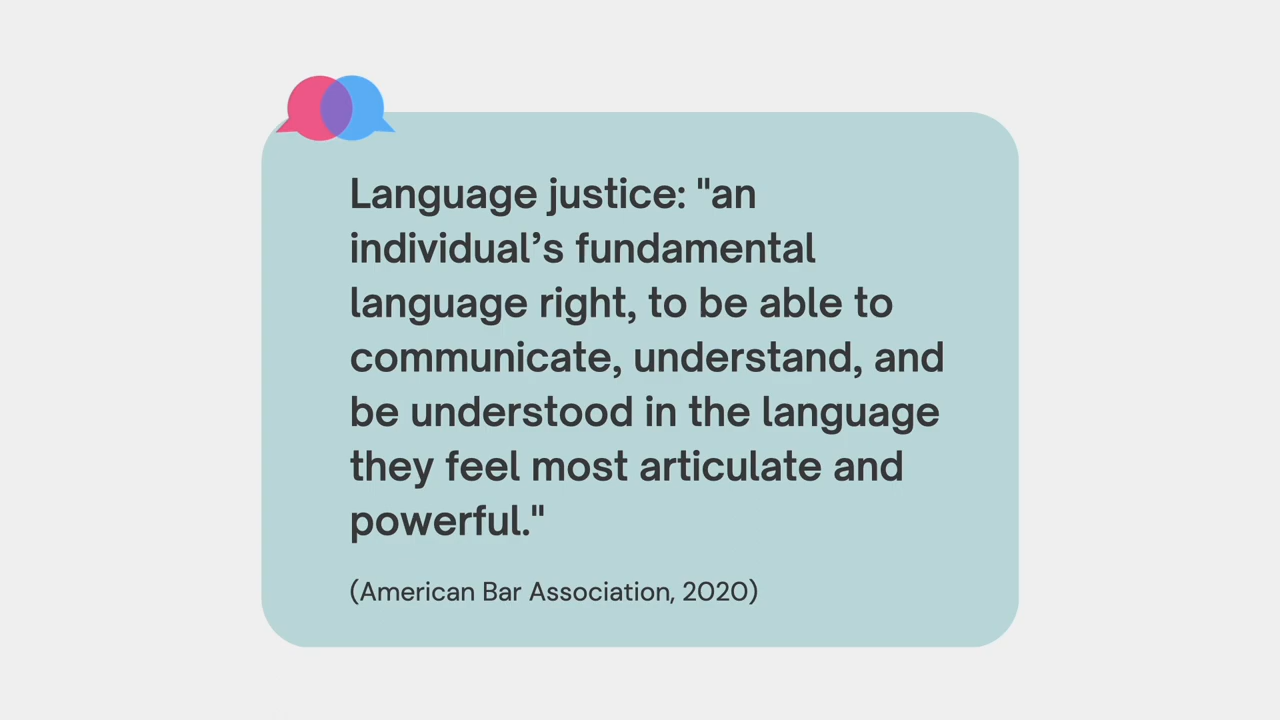 Language justice: "an
individual’s fundamental
language right, to be able to
communicate, understand, and
be understood in the language
they feel most articulate and
powerful."
(American Bar Association, 2020)